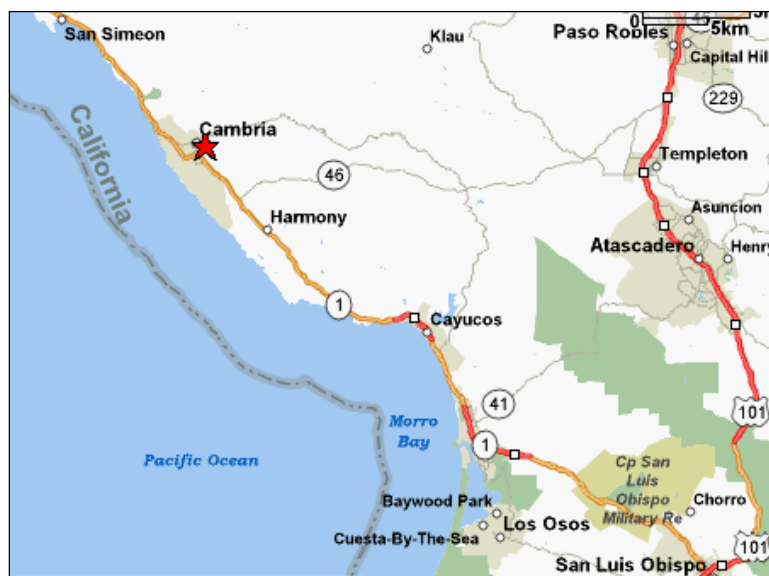 San Simeon
Klau
0
5km
Paso Robles
Capital Hil
229
Cambria
California
46
Templeton
Harmony
Asuncion
Atascadero
Henry
1
Cayucos
41
101
Morro
Bay
1
Pacific Ocean
Cp San
Luis
Obispo
Military Re
Baywood Park
Chorro
Los Osos
Cuesta-By-The-Sea
101
San Luis Obispo